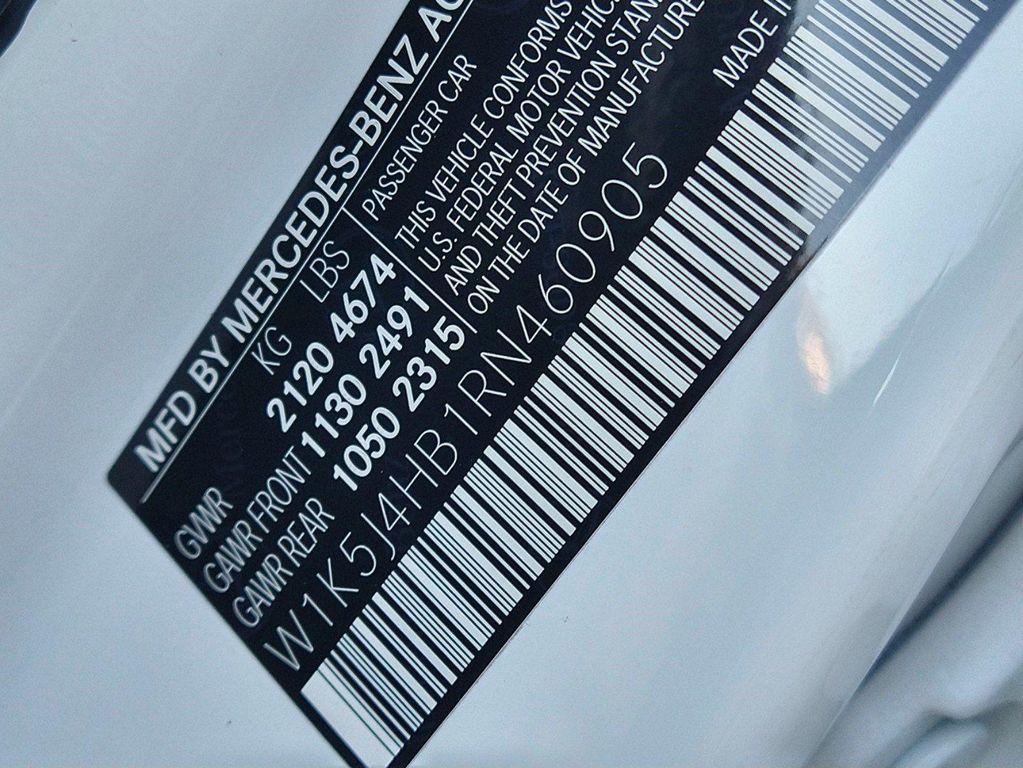 MFD BY MERCEDES-BENZ AG
KG LBS
GVWR 2120 4674
GAWR FRONT 1130 2491
GAWR REAR 1050 2315
PASSENGER CAR
THIS VEHICLE CONFORMS
U.S. FEDERAL MOTOR VEHIC
AND THEFT PREVENTION STAN
ON THE DATE OF MANUFACTURE
MADE IN
W1K5J4HB1RN460905